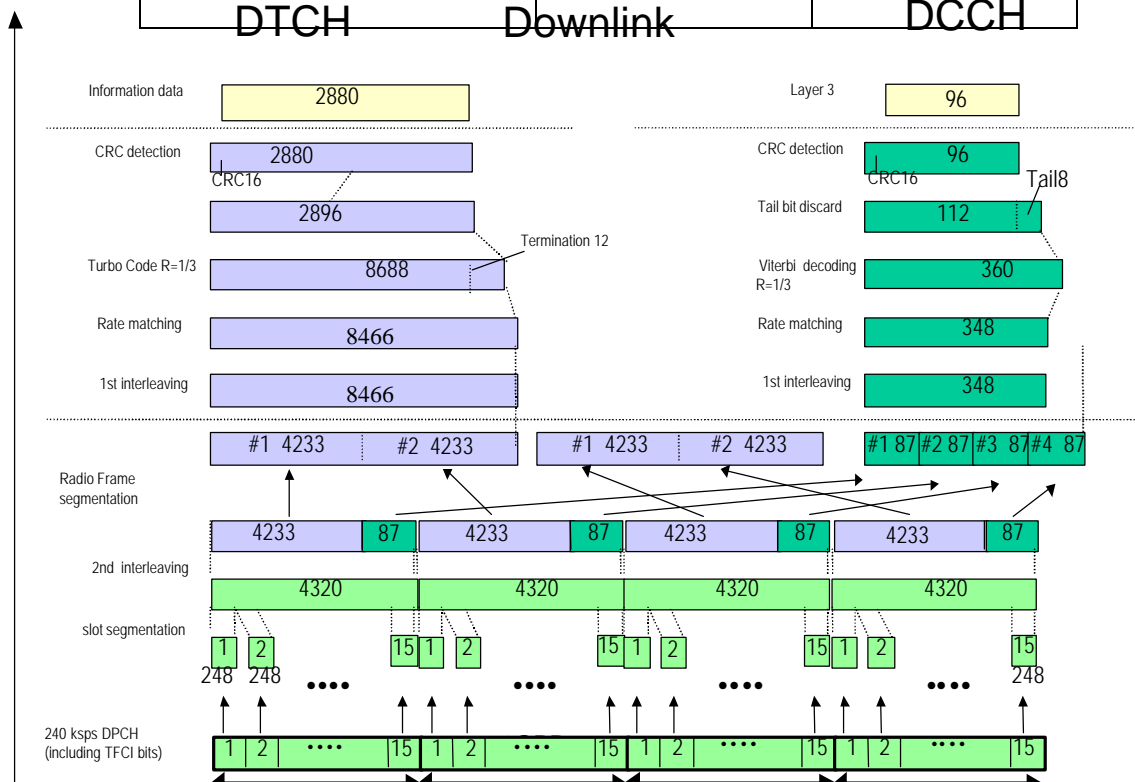 DTCH Downlink DCCH
Information data 2880 Layer 3 96
CRC detection 2880 CRC detection 96
CRC16 CRC16 Tail8
2896 Tail bit discard 112
Termination 12
Turbo Code R=1/3 8688 Viterbi decoding R=1/3 360
Rate matching 8466 Rate matching 348
1st interleaving 8466 1st interleaving 348
#1 4233 #2 4233 #1 4233 #2 4233 #1 87 #2 87 #3 87 #4 87
Radio Frame
segmentation
4233 87 4233 87 4233 87 4233 87
2nd interleaving
4320 4320 4320 4320
slot segmentation
1 2 15 1 2 15 1 2 15 1 2 15
248 248 248
•••• •••• •••• ••••
240 ksps DPCH
(including TFCI bits)
1 2 •••• 15 1 2 •••• 15 1 2 •••• 15 1 2 •••• 15